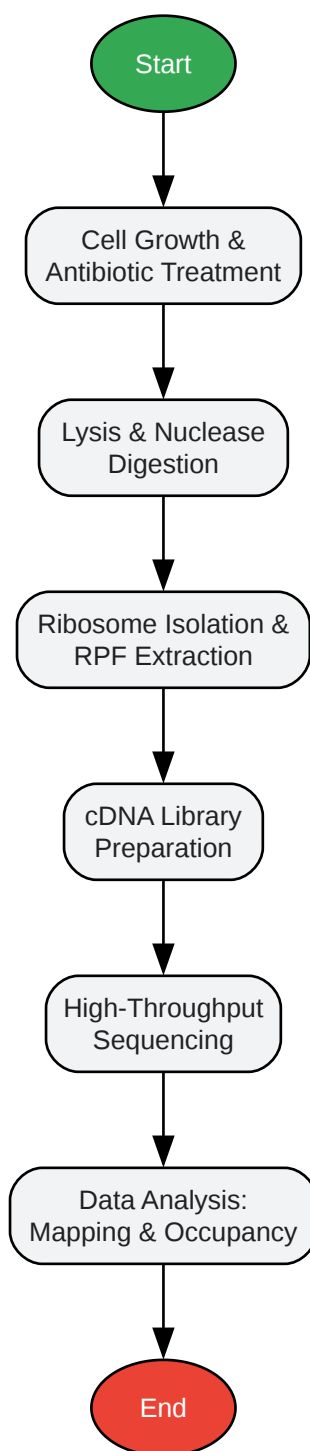 Start
Cell Growth &
Antibiotic Treatment
Lysis & Nuclease
Digestion
Ribosome Isolation &
RPF Extraction
cDNA Library
Preparation
High-Throughput
Sequencing
Data Analysis:
Mapping & Occupancy
End